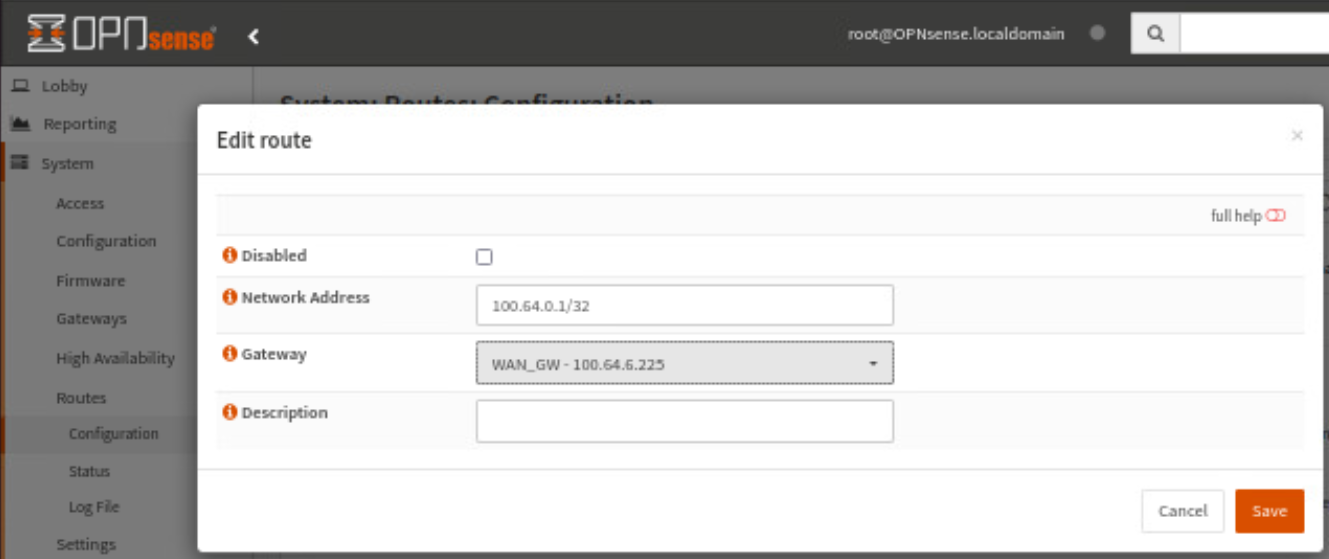 OPNsense
root@OPNsense.localdomain
Lobby
System: Routes: Configuration
Reporting
Edit route
×
System
Access
full help
Configuration
Disabled
Firmware
Network Address
100.64.0.1/32
Gateways
Gateway
WAN_GW - 100.64.6.225
High Availability
Routes
Description
Configuration
Status
Log File
Cancel
Save
Settings